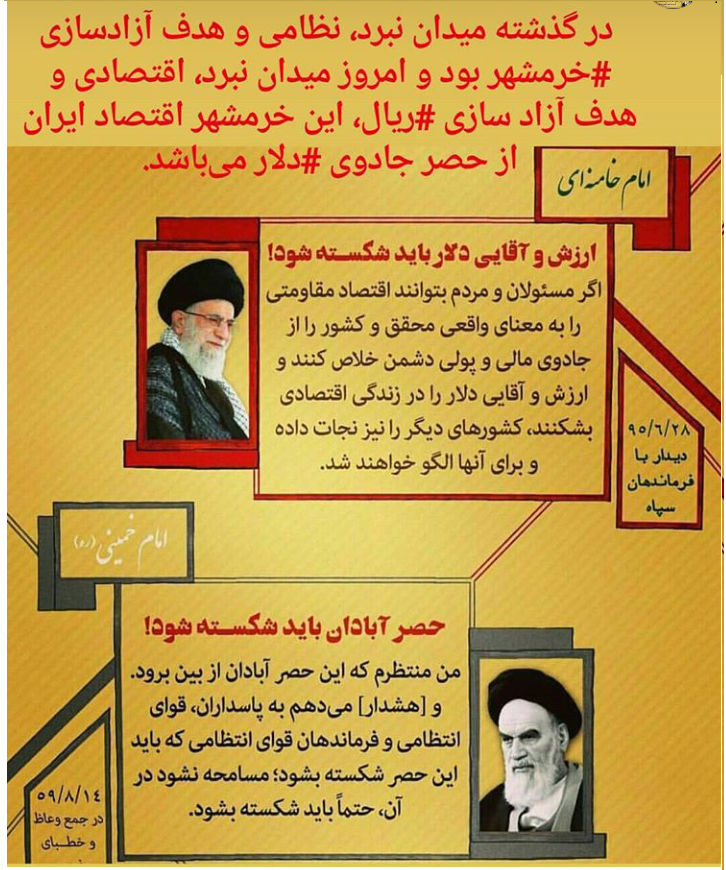 در گذشته میدان نبرد، نظامی و هدف آزادسازی
#خرمشهر بود و امروز میدان نبرد، اقتصادی و
هدف آزاد سازی #ریال، این خرمشهر اقتصاد ایران
از حصر جادوی #دلار می‌باشد.
امام خامنه‌ای
ارزش و آقایی دلار باید شکسته شود!
اگر مسئولان و مردم بتوانند اقتصاد مقاومتی
را به معنای واقعی محقق و کشور را از
جادوی مالی و پولی دشمن خلاص کنند و
ارزش و آقایی دلار را در زندگی اقتصادی
بشکنند، کشورهای دیگر را نیز نجات داده
و برای آنها الگو خواهند شد.
۹۵/۶/۲۸
دیدار با
فرماندهان
سپاه
امام خمینی (ره)
حصر آبادان باید شکسته شود!
من منتظرم که این حصر آبادان از بین برود.
و [هشدار] می‌دهم به پاسداران، قوای
انتظامی و فرماندهان قوای انتظامی که باید
این حصر شکسته بشود؛ مسامحه نشود در
آن، حتماً باید شکسته بشود.
۵۹/۸/۱۴
در جمع وعاظ
و خطبای